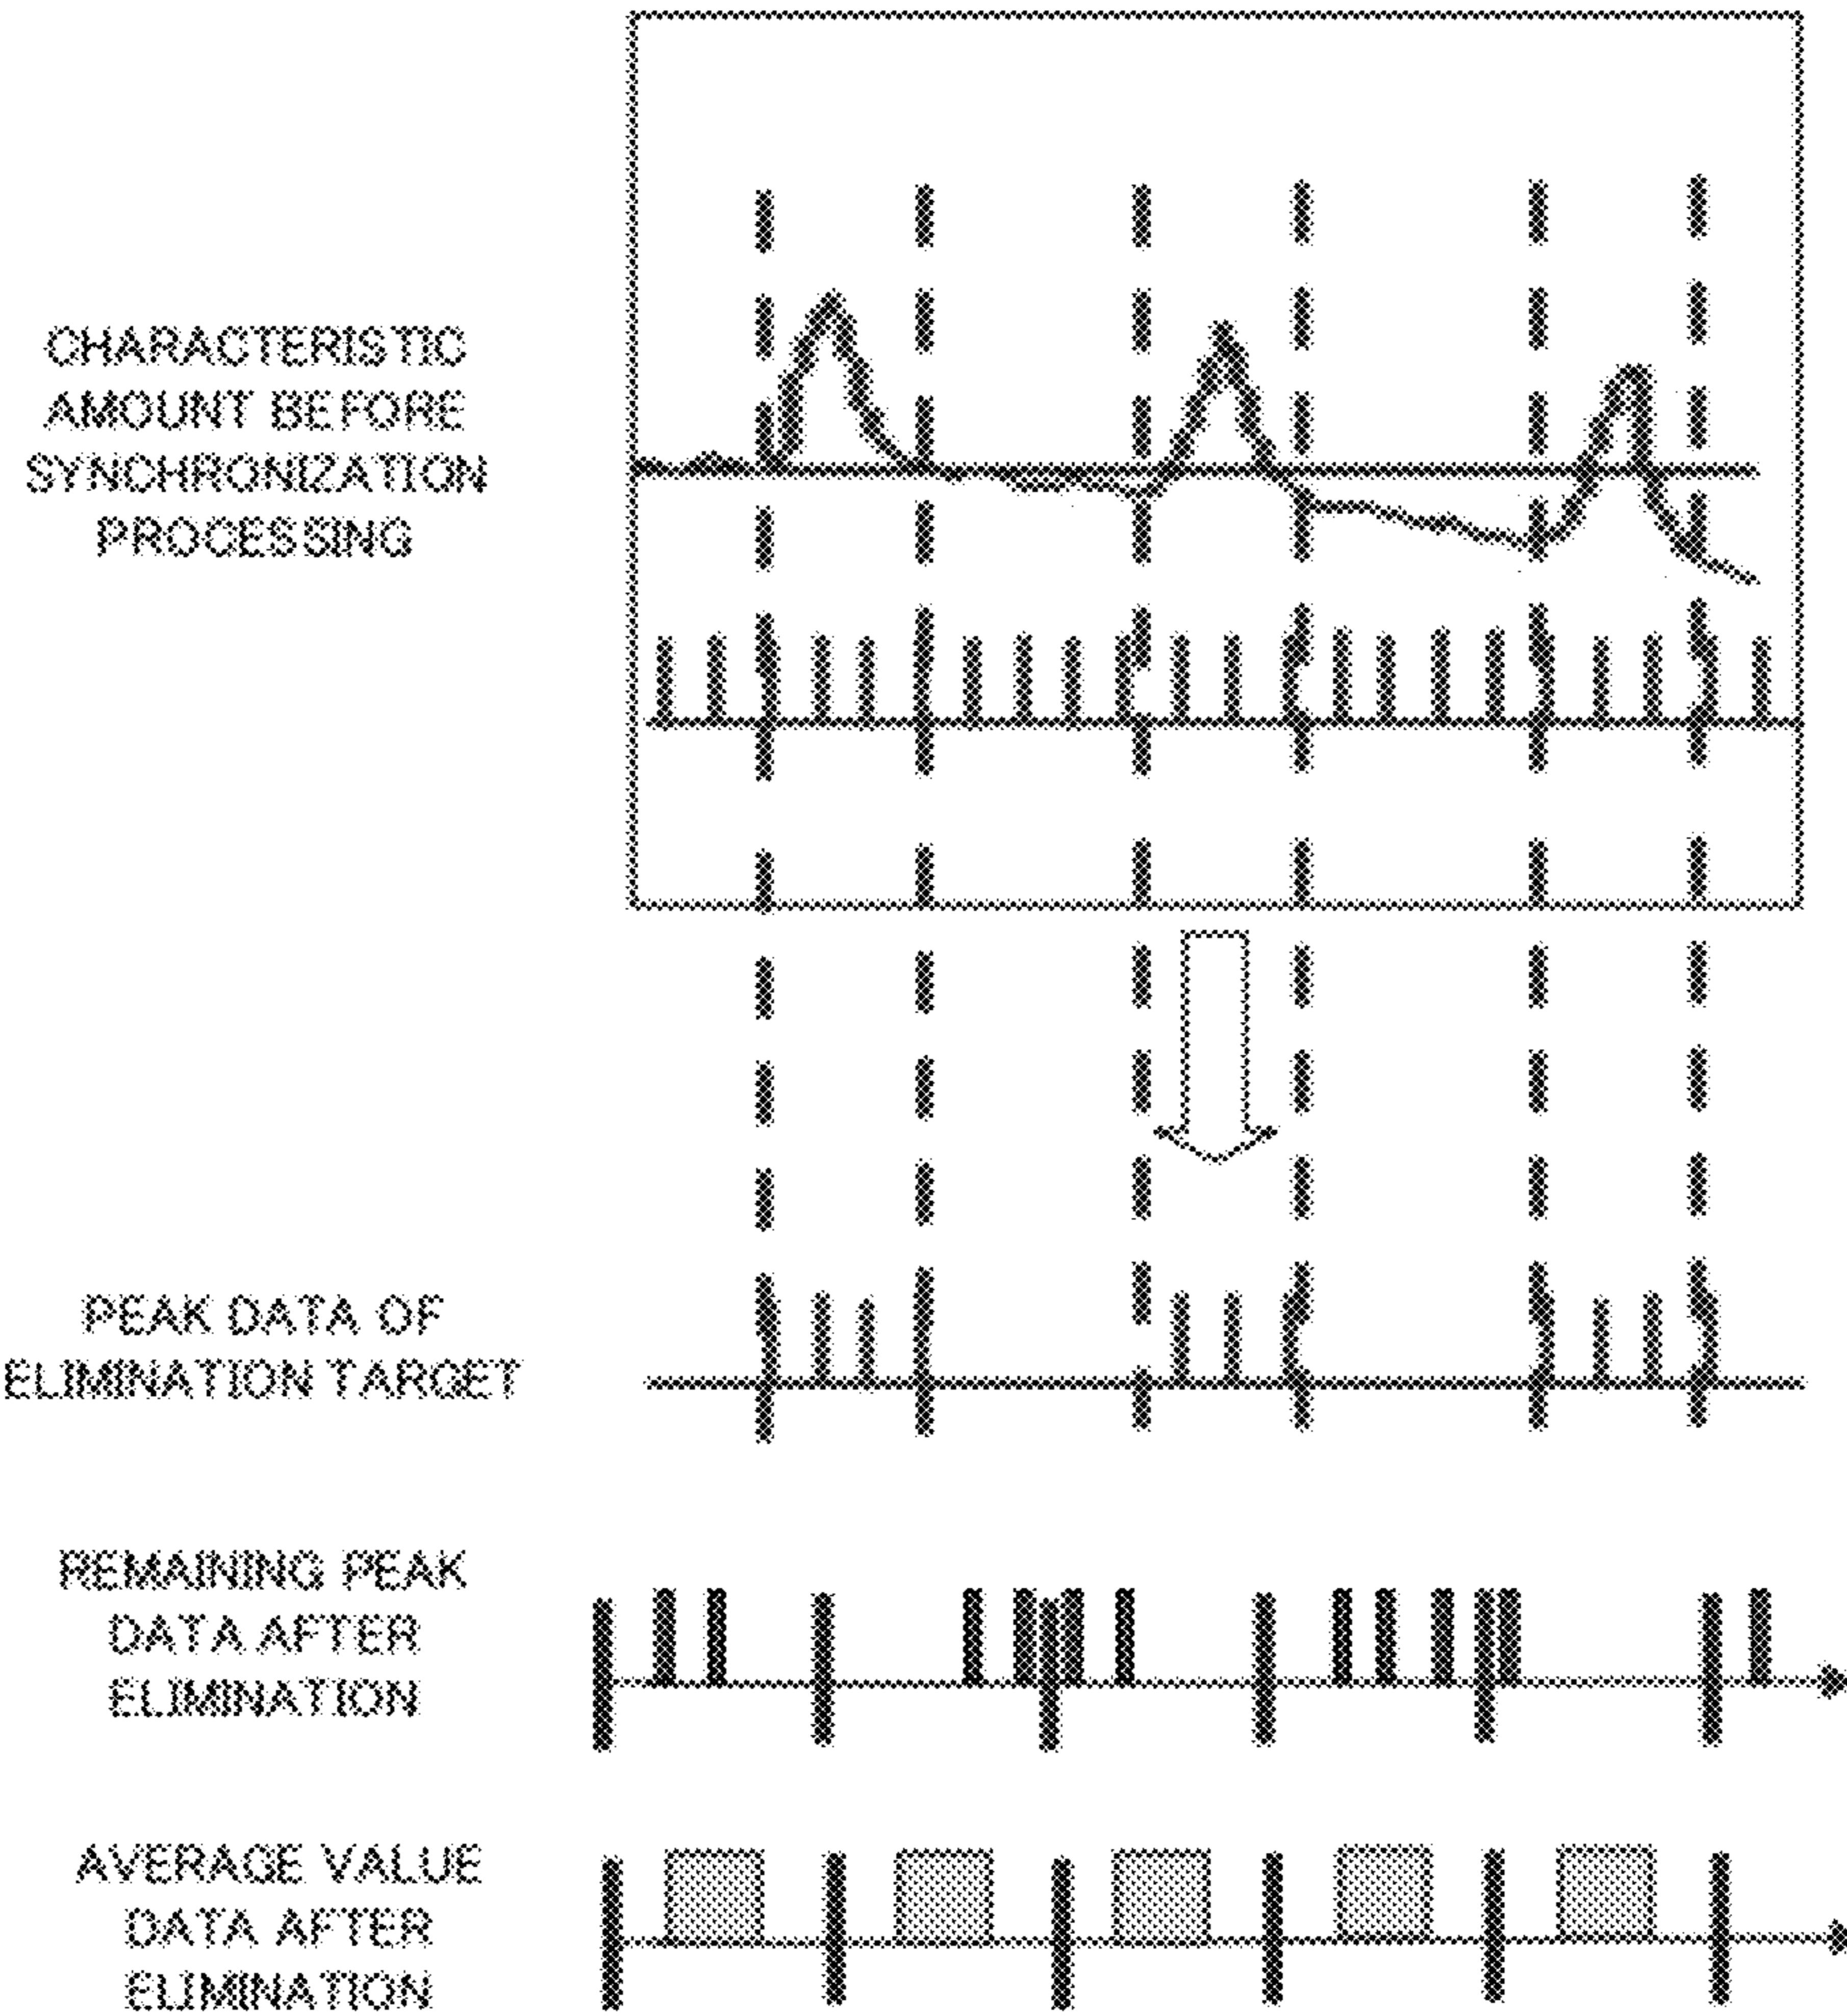 CHARACTERISTIC
AMOUNT BEFORE
SYNCHRONIZATION
PROCESSING
PEAK DATA OF
ELIMINATION TARGET
REMAINING PEAK
DATA AFTER
ELIMINATION
AVERAGE VALUE
DATA AFTER
ELIMINATION